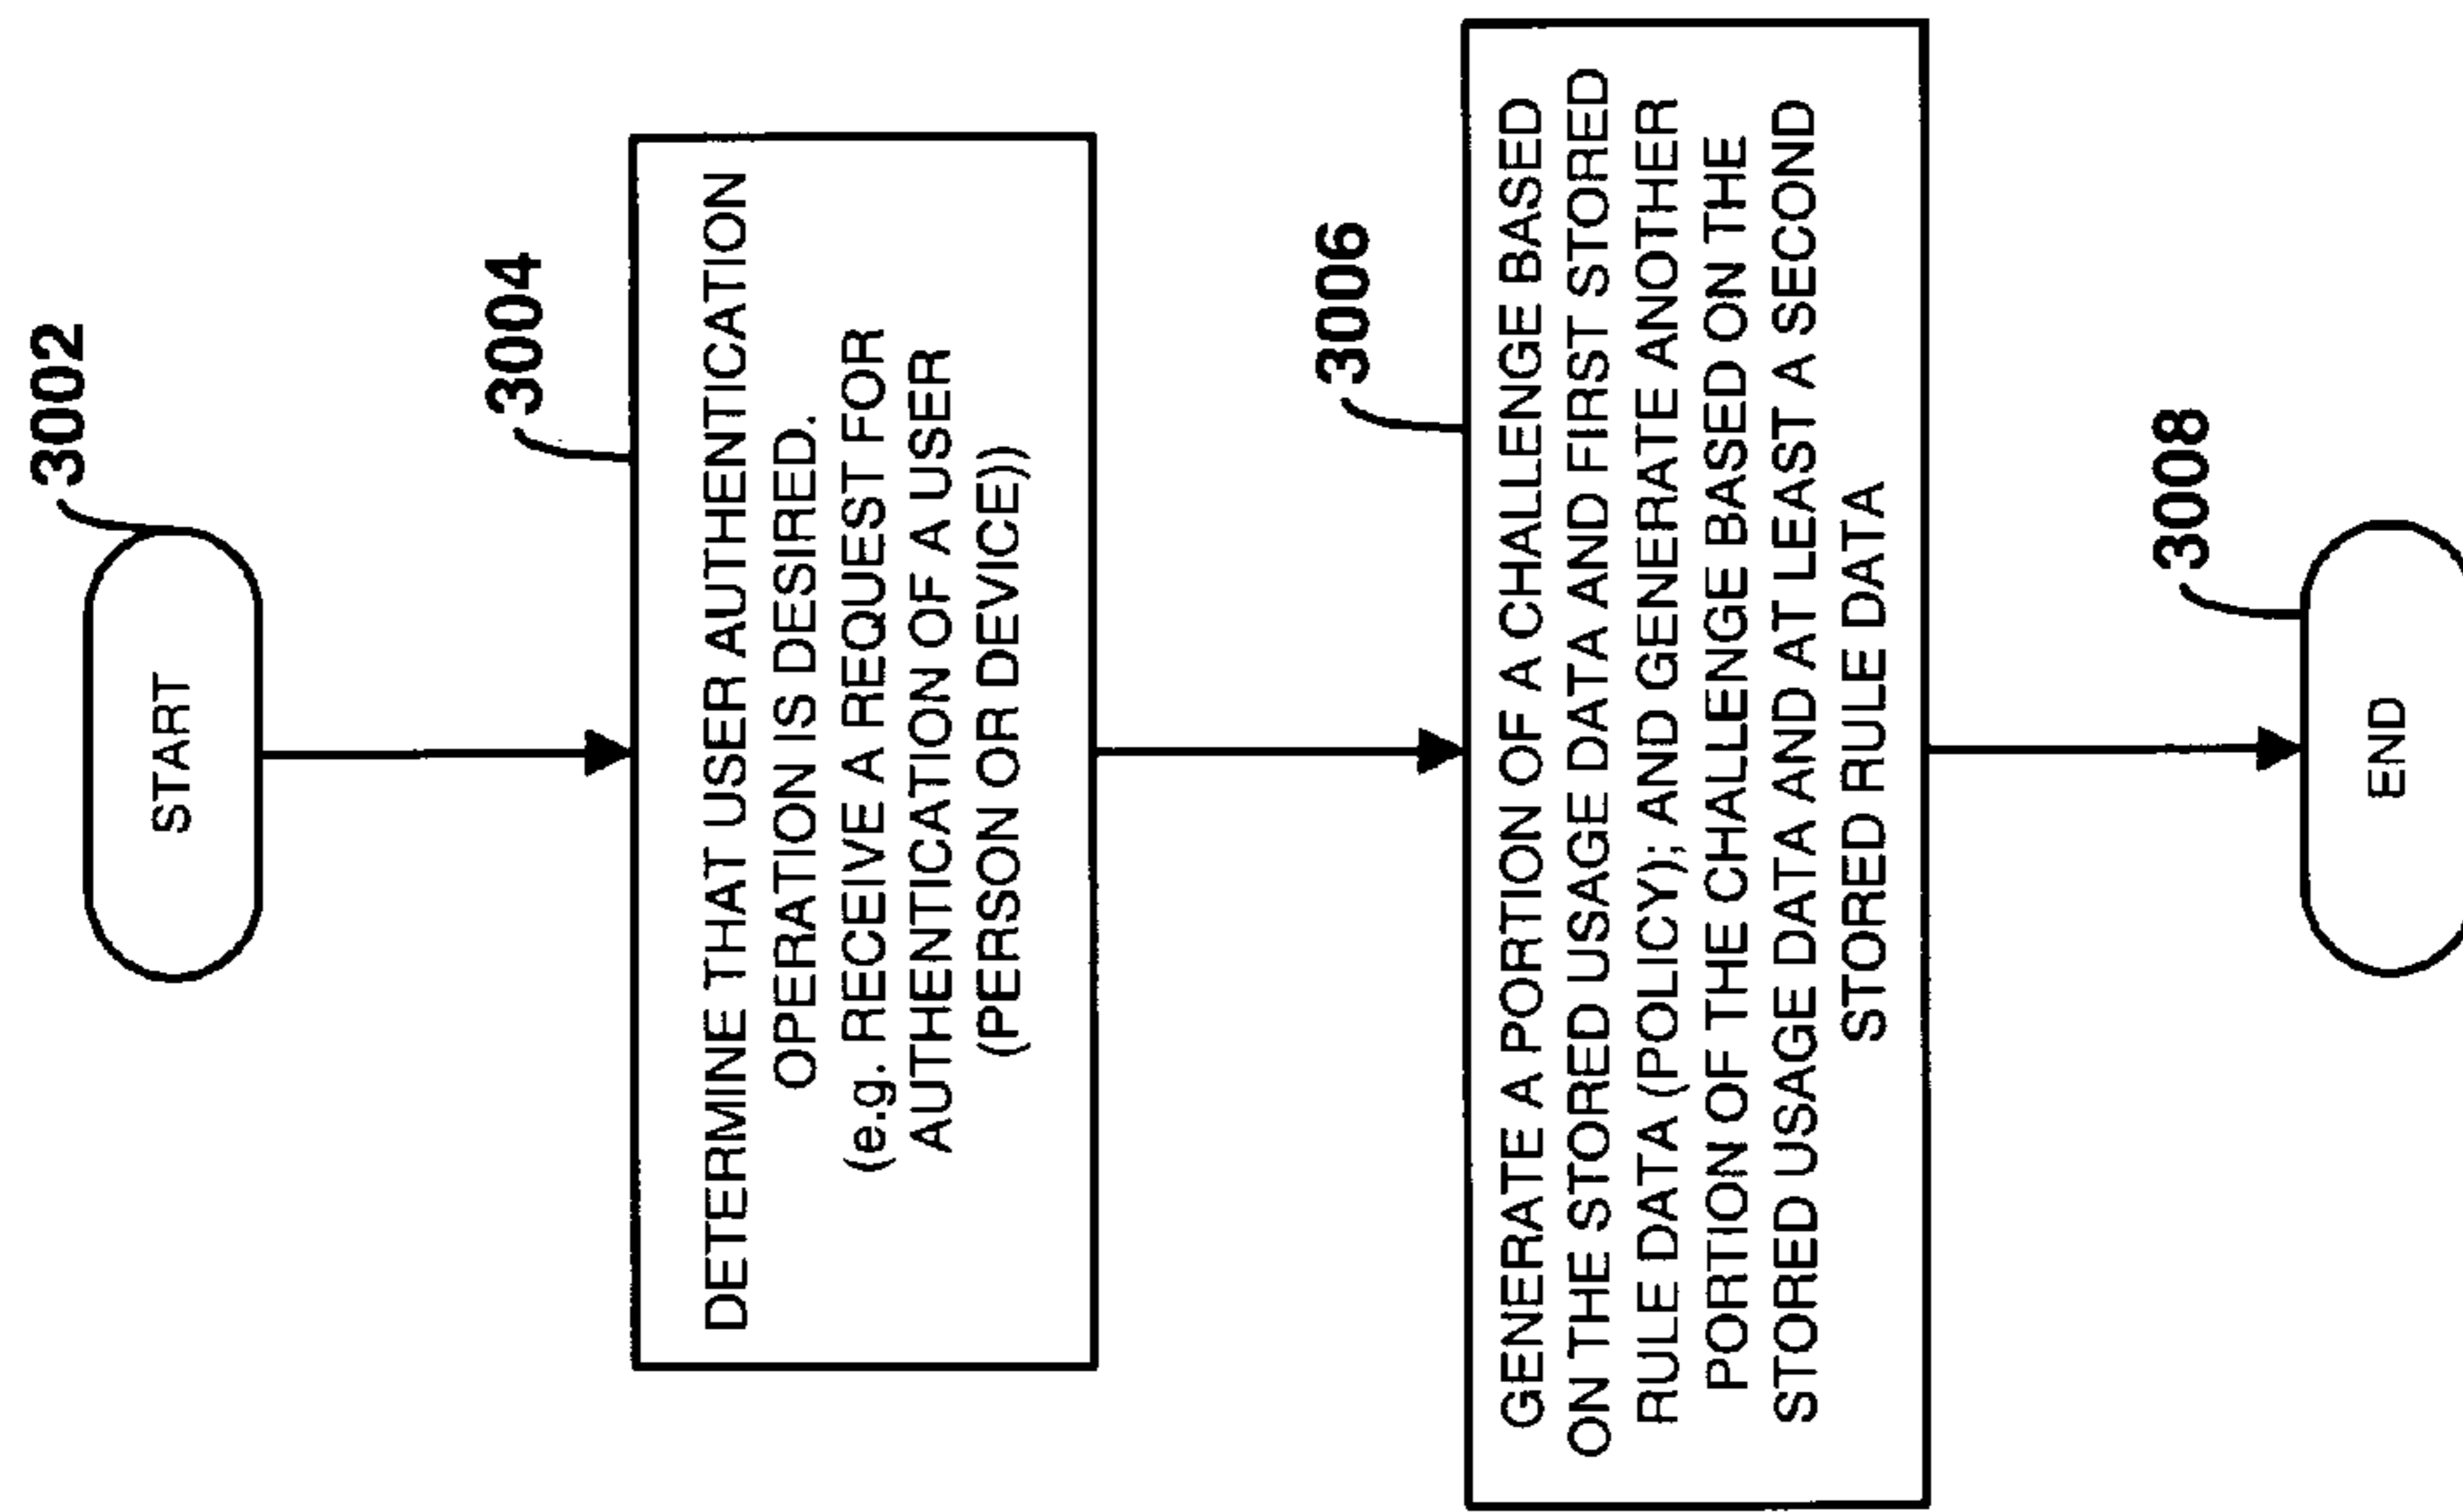 3002
START
3004
DETERMINE THAT USER AUTHENTICATION
OPERATION IS DESIRED.
(e.g. RECEIVE A REQUEST FOR
AUTHENTICATION OF A USER
(PERSON OR DEVICE))
3006
GENERATE A PORTION OF A CHALLENGE BASED
ON THE STORED USAGE DATA AND FIRST STORED
RULE DATA (POLICY); AND GENERATE ANOTHER
PORTION OF THE CHALLENGE BASED ON THE
STORED USAGE DATA AND AT LEAST A SECOND
STORED RULE DATA
3008
END